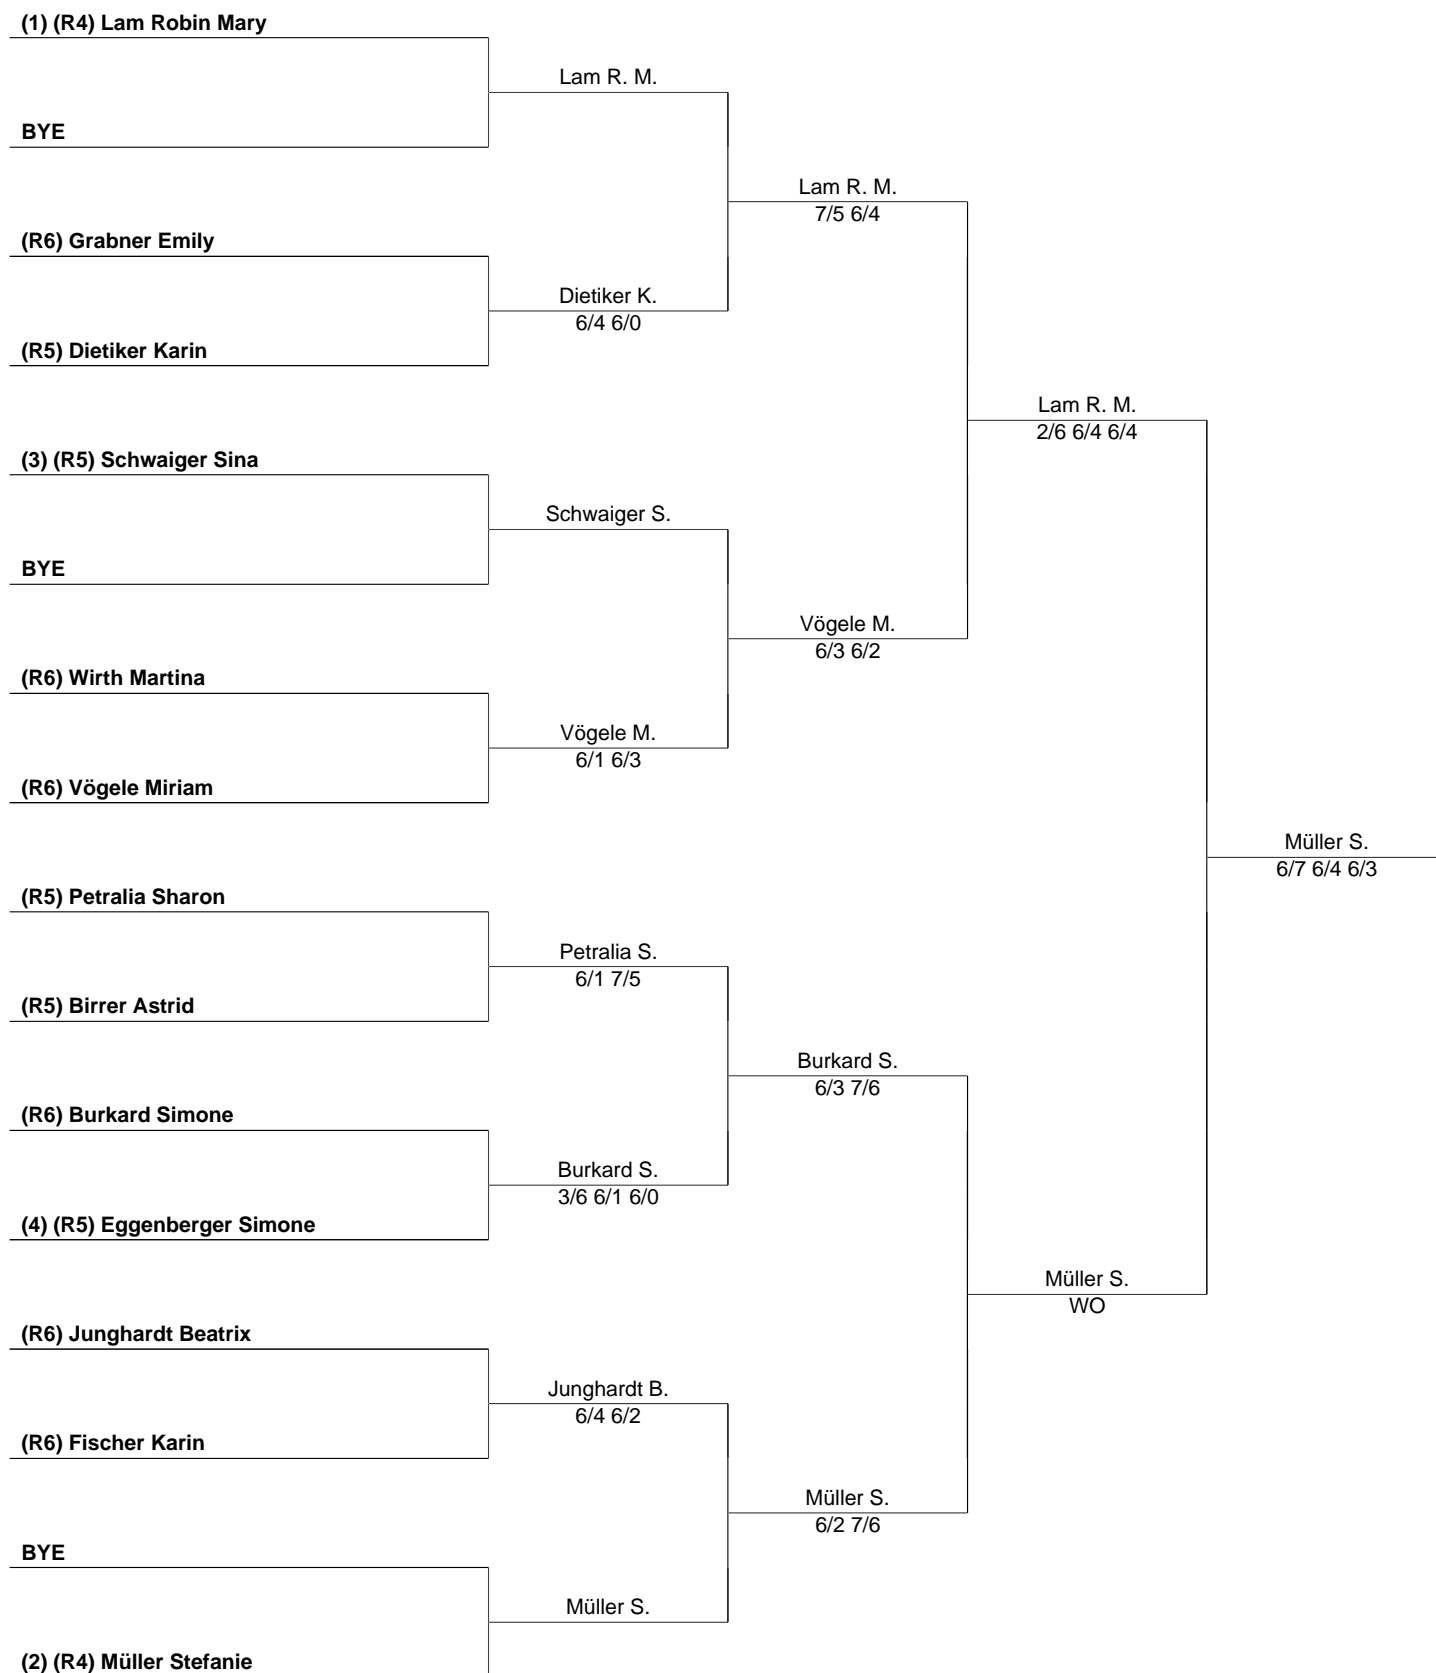 (1) (R4) Lam Robin Mary
Lam R. M.
BYE
Lam R. M.
7/5 6/4
(R6) Grabner Emily
Dietiker K.
6/4 6/0
(R5) Dietiker Karin
Lam R. M.
2/6 6/4 6/4
(3) (R5) Schwaiger Sina
Schwaiger S.
BYE
Vögele M.
6/3 6/2
(R6) Wirth Martina
Vögele M.
6/1 6/3
(R6) Vögele Miriam
Müller S.
6/7 6/4 6/3
(R5) Petralia Sharon
Petralia S.
6/1 7/5
(R5) Birrer Astrid
Burkard S.
6/3 7/6
(R6) Burkard Simone
Burkard S.
3/6 6/1 6/0
(4) (R5) Eggenberger Simone
Müller S.
WO
(R6) Junghardt Beatrix
Junghardt B.
6/4 6/2
(R6) Fischer Karin
Müller S.
6/2 7/6
BYE
Müller S.
(2) (R4) Müller Stefanie